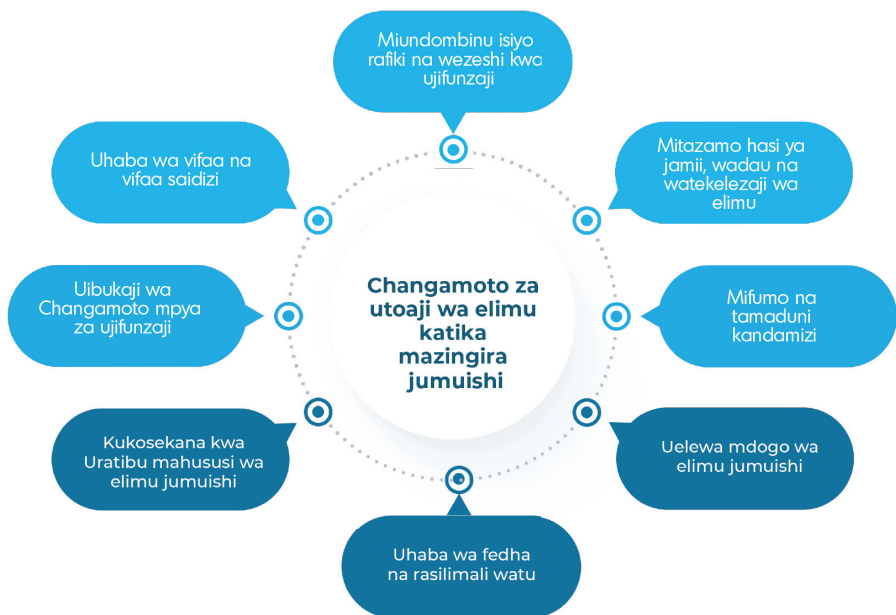 Miundombinu isiyo
rafiki na wezeshi kwa
ujifunzaji
Uhaba wa vifaa na
vifaa saidizi
Mitazamo hasi ya
jamii, wadau na
watekelezaji wa
elimu
Uibukaji wa
Changamoto mpya
za ujifunzaji
Changamoto za
utoaji wa elimu
katika
mazingira
jumuishi
Mifumo na
tamaduni
kandamizi
Kukosekana kwa
Uratibu mahususi wa
elimu jumuishi
Uelewa mdogo wa
elimu jumuishi
Uhaba wa fedha
na rasilimali watu